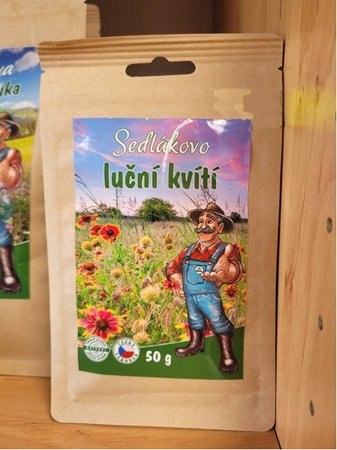 Sedlákovo
luční kvítí
50 g